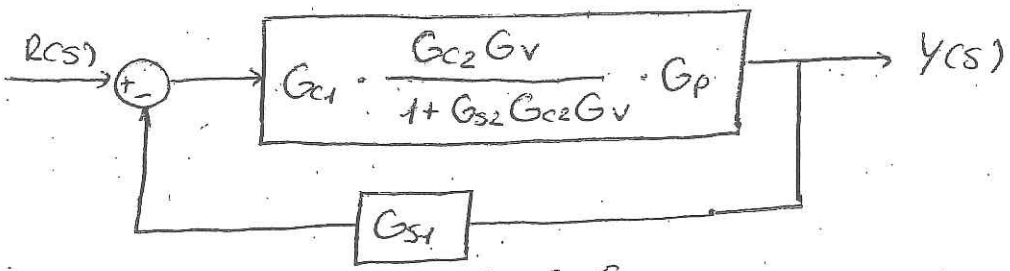 R(s)
+
-
Gc1 · Gc2 Gv / 1 + Gs2 Gc2 Gv · Gp
Y(s)
Gs1